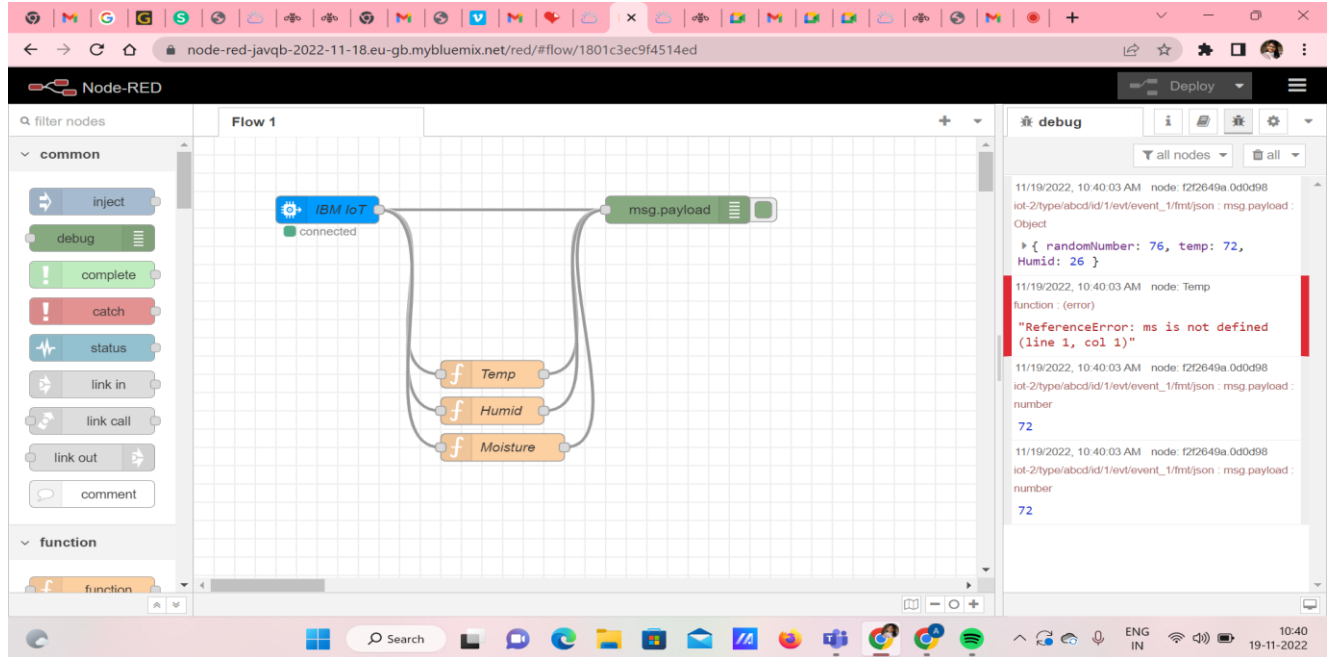 node-red-javqb-2022-11-18.eu-gb.mybluemix.net/red/#flow/1801c3ec9f4514ed
Node-RED
Deploy
filter nodes
common
inject
debug
complete
catch
status
link in
link call
link out
comment
function
function
Flow 1
IBM IoT
connected
msg.payload
Temp
Humid
Moisture
debug
all nodes
all
11/19/2022, 10:40:03 AM node: f2f2649a.0d0d98
iot-2/type/abcd/id/1/evt/event_1/fmt/json : msg.payload :
Object
{ randomNumber: 76, temp: 72,
Humid: 26 }
11/19/2022, 10:40:03 AM node: Temp
function : (error)
"ReferenceError: ms is not defined
(line 1, col 1)"
11/19/2022, 10:40:03 AM node: f2f2649a.0d0d98
iot-2/type/abcd/id/1/evt/event_1/fmt/json : msg.payload :
number
72
11/19/2022, 10:40:03 AM node: f2f2649a.0d0d98
iot-2/type/abcd/id/1/evt/event_1/fmt/json : msg.payload :
number
72
Search
ENG
IN
10:40
19-11-2022